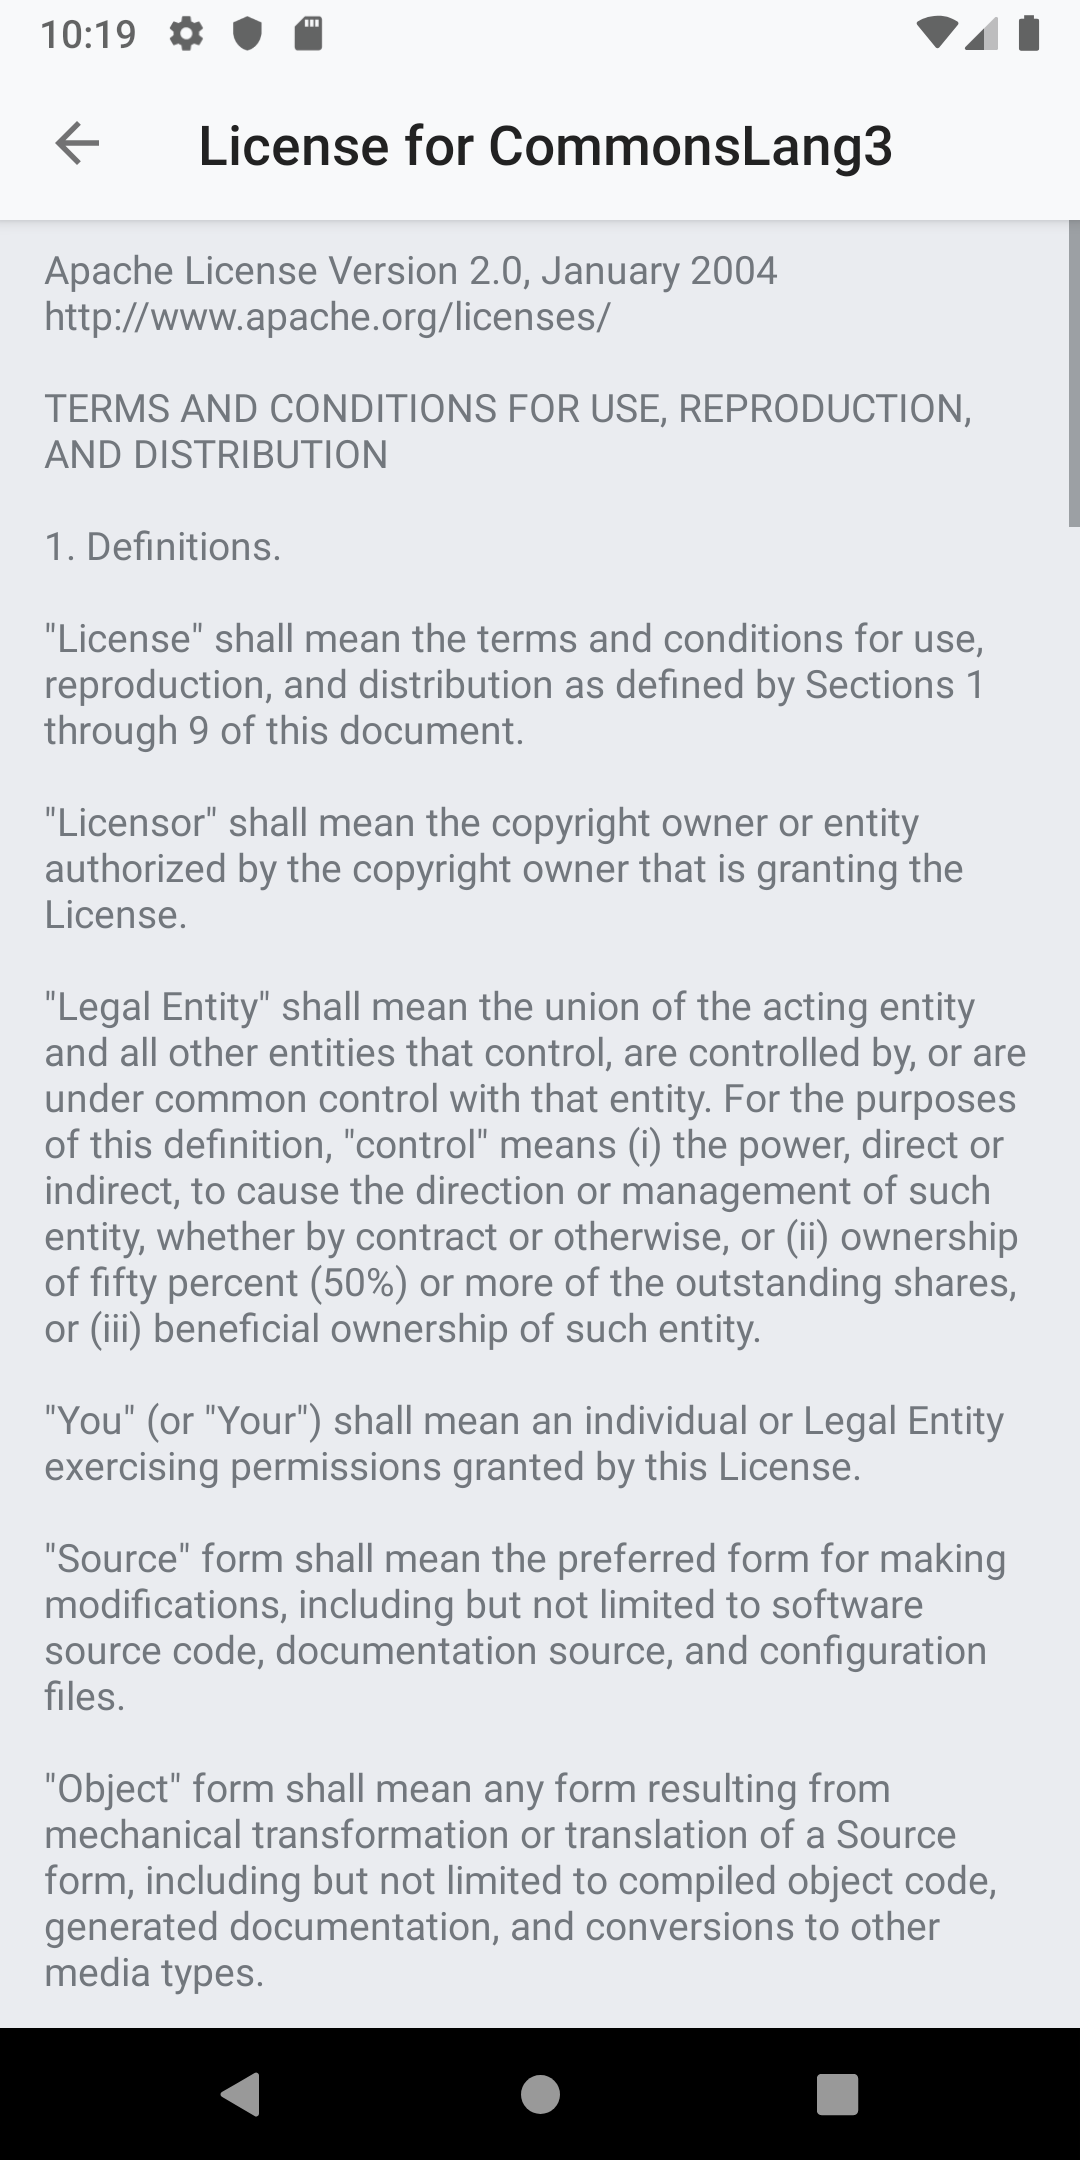 10:19
License for CommonsLang3
Apache License Version 2.0, January 2004
http://www.apache.org/licenses/
TERMS AND CONDITIONS FOR USE, REPRODUCTION,
AND DISTRIBUTION
1. Definitions.
"License" shall mean the terms and conditions for use,
reproduction, and distribution as defined by Sections 1
through 9 of this document.
"Licensor" shall mean the copyright owner or entity
authorized by the copyright owner that is granting the
License.
"Legal Entity" shall mean the union of the acting entity
and all other entities that control, are controlled by, or are
under common control with that entity. For the purposes
of this definition, "control" means (i) the power, direct or
indirect, to cause the direction or management of such
entity, whether by contract or otherwise, or (ii) ownership
of fifty percent (50%) or more of the outstanding shares,
or (iii) beneficial ownership of such entity.
"You" (or "Your") shall mean an individual or Legal Entity
exercising permissions granted by this License.
"Source" form shall mean the preferred form for making
modifications, including but not limited to software
source code, documentation source, and configuration
files.
"Object" form shall mean any form resulting from
mechanical transformation or translation of a Source
form, including but not limited to compiled object code,
generated documentation, and conversions to other
media types.